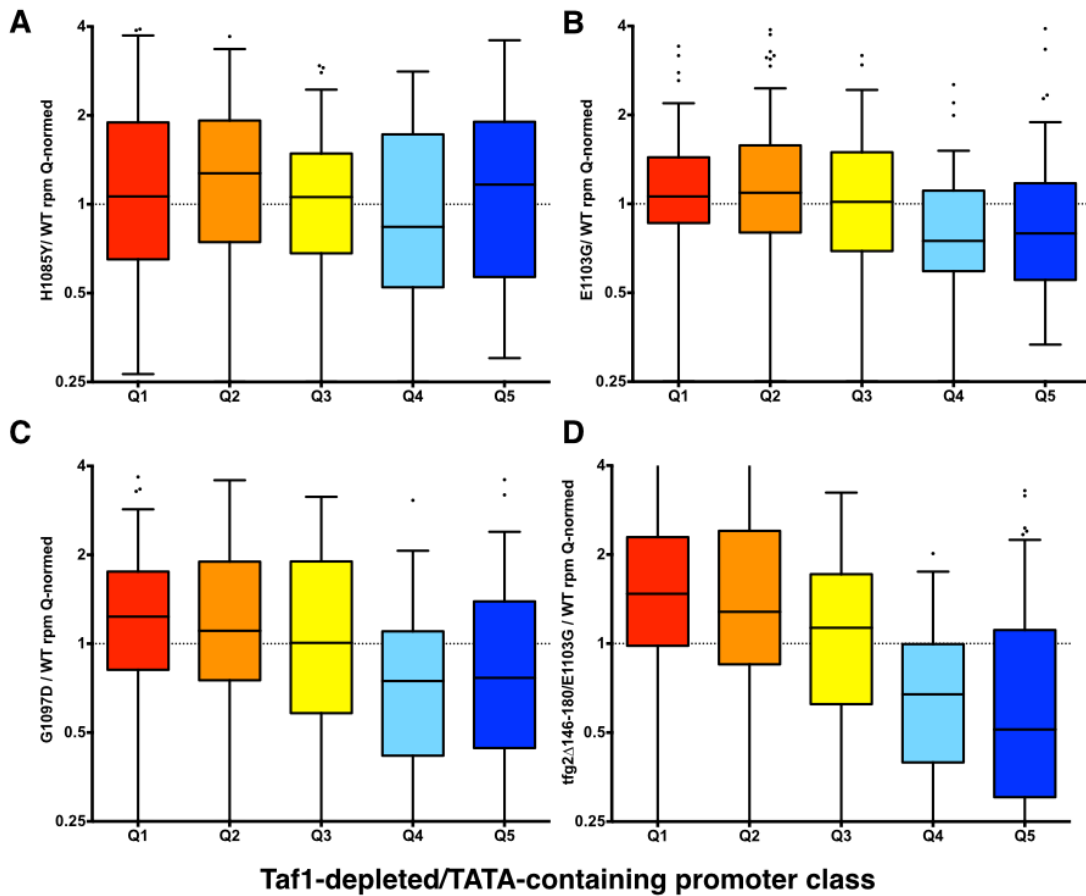 A
H1085Y/ WT rpm Q-normed
4
2
1
0.5
0.25
Q1 Q2 Q3 Q4 Q5
B
E1103G/ WT rpm Q-normed
4
2
1
0.5
0.25
Q1 Q2 Q3 Q4 Q5
C
G1097D / WT rpm Q-normed
4
2
1
0.5
0.25
Q1 Q2 Q3 Q4 Q5
D
tfg2Δ146-180/E1103G / WT rpm Q-normed
4
2
1
0.5
0.25
Q1 Q2 Q3 Q4 Q5
Taf1-depleted/TATA-containing promoter class